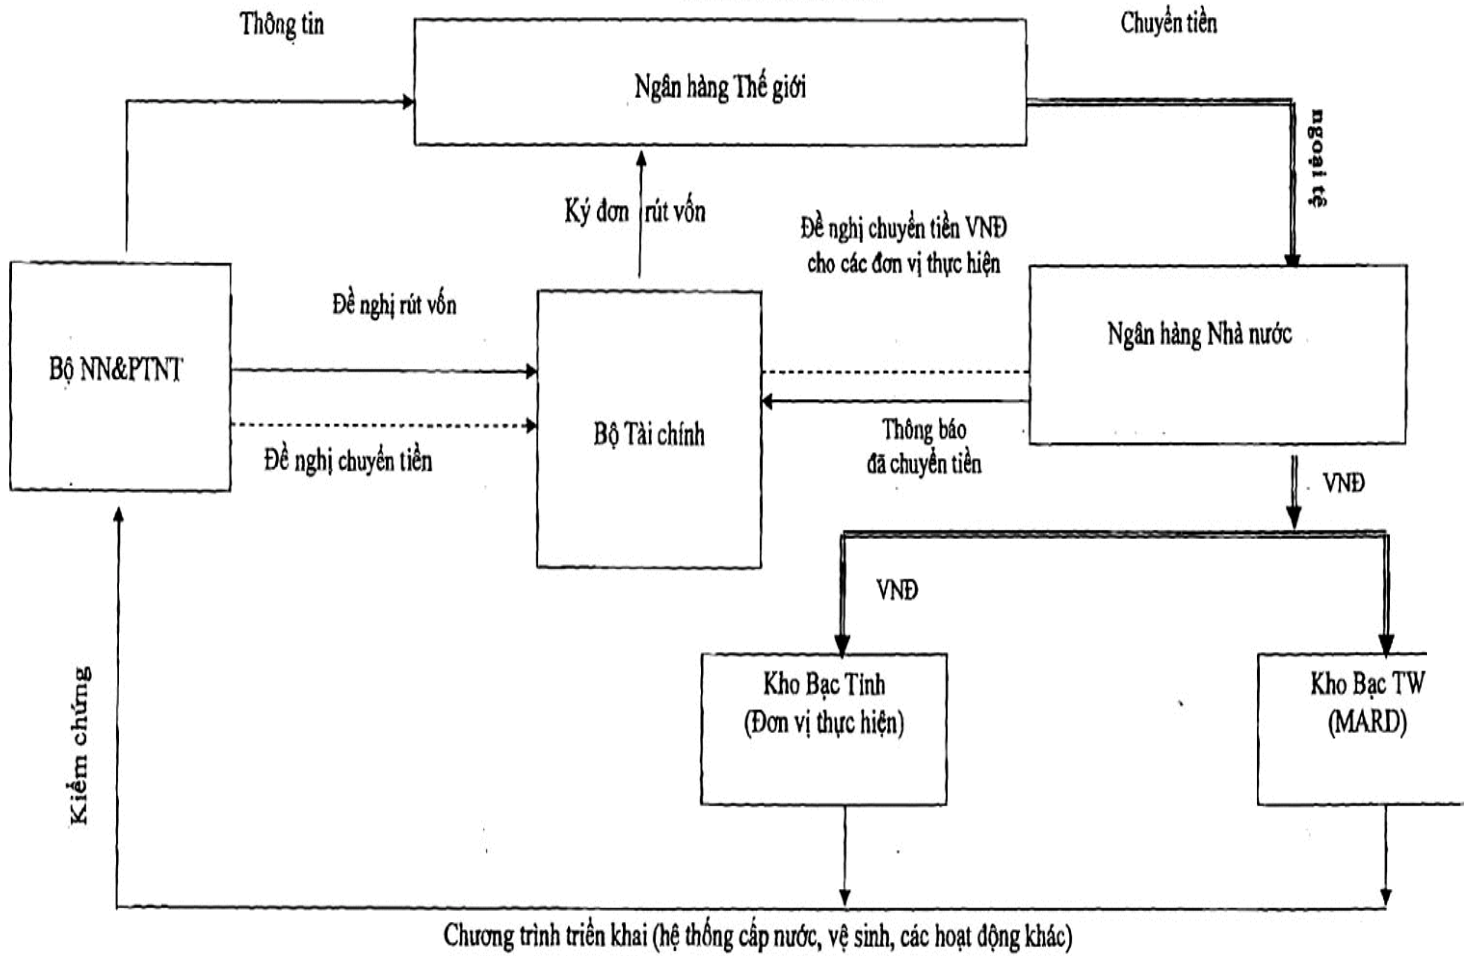 Thông tin
Chuyển tiền
Ngân hàng Thế giới
ngoại tệ
Ký đơn rút vốn
Đề nghị chuyển tiền VNĐ
cho các đơn vị thực hiện
Đề nghị rút vốn
Ngân hàng Nhà nước
Bộ NN&PTNT
Bộ Tài chính
Thông báo
đã chuyển tiền
Đề nghị chuyển tiền
VNĐ
VNĐ
Kho Bạc Tỉnh
(Đơn vị thực hiện)
Kho Bạc TW
(MARD)
Kiểm chứng
Chương trình triển khai (hệ thống cấp nước, vệ sinh, các hoạt động khác)